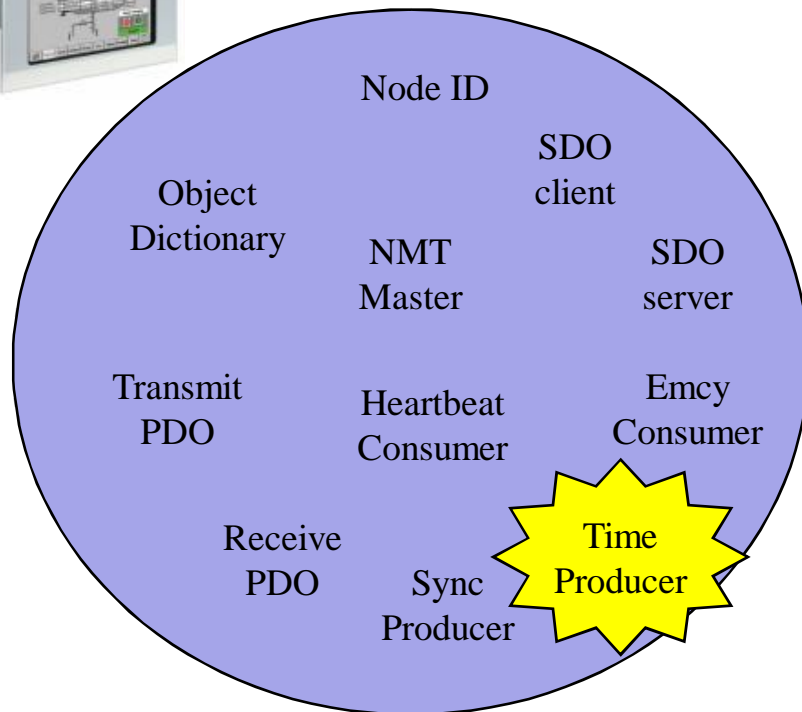 Node ID
SDO
client
Object
Dictionary
NMT
Master
SDO
server
Transmit
PDO
Heartbeat
Consumer
Emcy
Consumer
Receive
PDO
Sync
Producer
Time
Producer